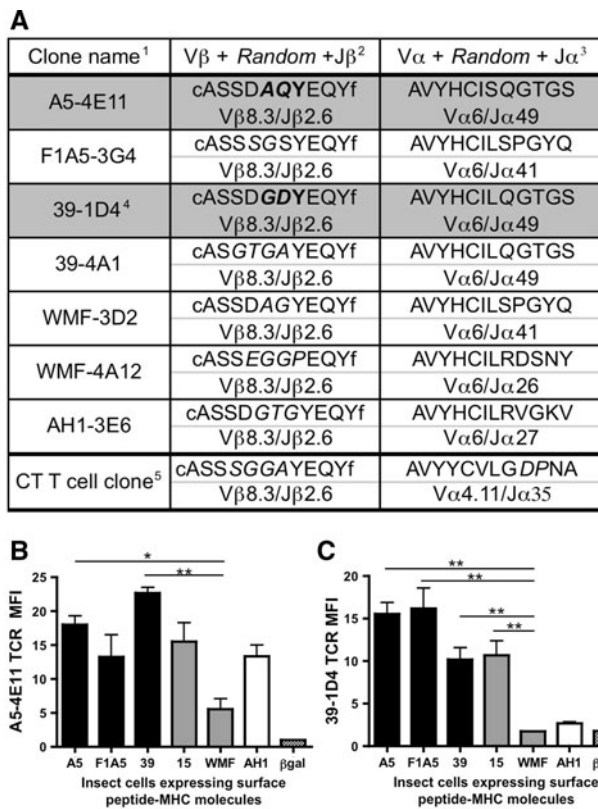 A
Clone name1 Vβ + Random +Jβ2 Vα + Random + Jα3
A5-4E11 cASSDAQYEQYf AVYHCISQGTGS
Vβ8.3/Jβ2.6 Vα6/Jα49
F1A5-3G4 cASSSGSYEQYf AVYHCILSPGYQ
Vβ8.3/Jβ2.6 Vα6/Jα41
39-1D44 cASSDGDYEQYf AVYHCILQGTGS
Vβ8.3/Jβ2.6 Vα6/Jα49
39-4A1 cASGTGAYEQYf AVYHCILQGTGS
Vβ8.3/Jβ2.6 Vα6/Jα49
WMF-3D2 cASSDAGYEQYf AVYHCILSPGYQ
Vβ8.3/Jβ2.6 Vα6/Jα41
WMF-4A12 cASSEGGPEQYf AVYHCILRDSNY
Vβ8.3/Jβ2.6 Vα6/Jα26
AH1-3E6 cASSDGTGYEQYf AVYHCILRVGKV
Vβ8.3/Jβ2.6 Vα6/Jα27
CT T cell clone5 cASSSGGAYEQYf AVYYCVLGDPNA
Vβ8.3/Jβ2.6 Vα4.11/Jα35
B
*
**
A5-4E11 TCR MFI
25
20
15
10
5
0
A5 F1A5 39 15 WMF AH1 βgal
Insect cells expressing surface
peptide-MHC molecules
C
**
**
**
**
39-1D4 TCR MFI
20
15
10
5
0
A5 F1A5 39 15 WMF AH1
Insect cells expressing surface
peptide-MHC molecules